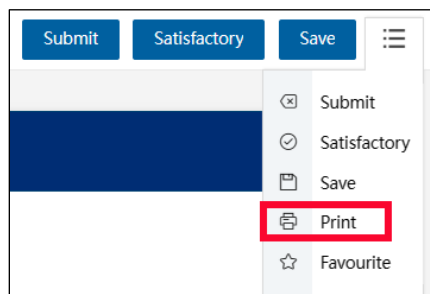 Submit Satisfactory Save
Submit
Satisfactory
Save
Print
Favourite